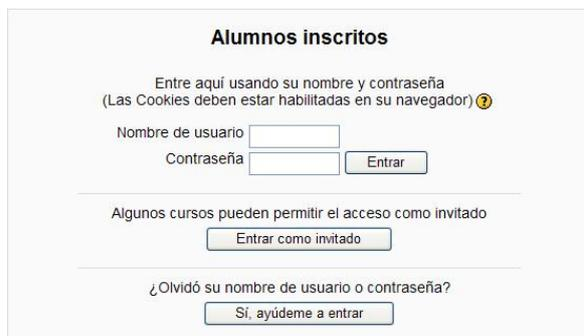 Alumnos inscritos
Entre aquí usando su nombre y contraseña
(Las Cookies deben estar habilitadas en su navegador) ?
Nombre de usuario
Contraseña Entrar
Algunos cursos pueden permitir el acceso como invitado
Entrar como invitado
¿Olvidó su nombre de usuario o contraseña?
Sí, ayúdeme a entrar